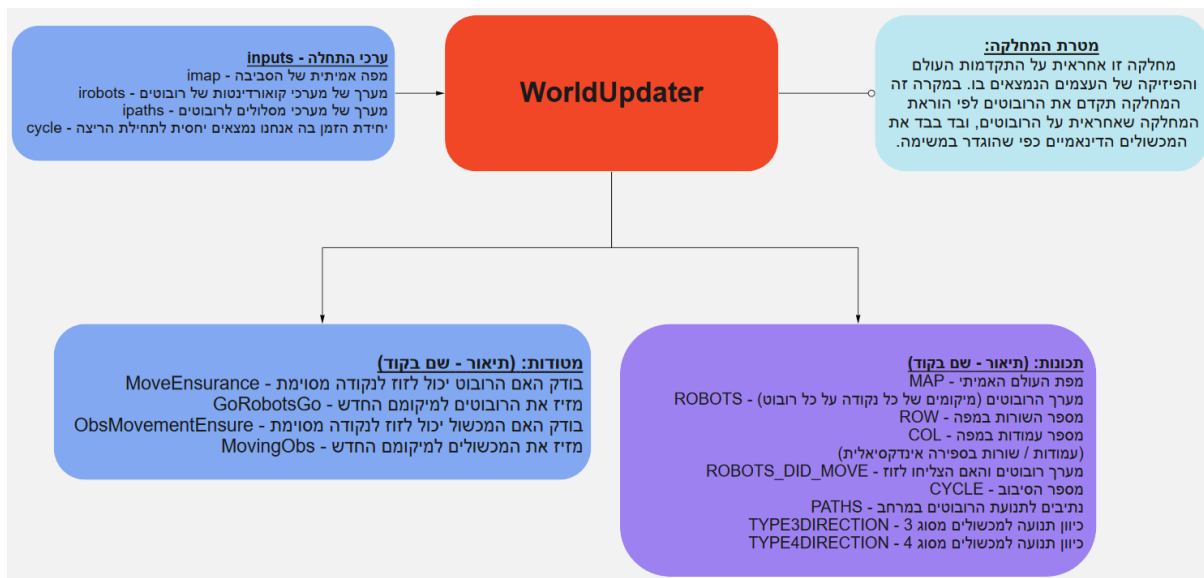 ערכי התחלה - inputs
מפה אמיתית של הסביבה - imap
מערך של מערכי קואורדינטות של רובוטים - irobots
מערך של מערכי מסלולים לרובוטים - ipaths
יחידת הזמן בה אנחנו נמצאים יחסית לתחילת הריצה - cycle
WorldUpdater
מטרת המחלקה:
מחלקה זו אחראית על התקדמות העולם
והפיזיקה של העצמים הנמצאים בו. במקרה זה
המחלקה תקדם את הרובוטים לפי הוראת
המחלקה שאחראית על הרובוטים, ובד בבד את
המכשולים הדינאמיים כפי שהוגדר במשימה.
מטודות: (תיאור - שם בקוד)
בודק האם הרובוט יכול לזוז לנקודה מסוימת - MoveEnsurance
מזיז את הרובוטים למיקומם החדש - GoRobotsGo
בודק האם המכשול יכול לזוז לנקודה מסוימת - ObsMovementEnsure
מזיז את המכשולים למיקומם החדש - MovingObs
תכונות: (תיאור - שם בקוד)
מפת העולם האמיתי - MAP
מערך הרובוטים (מיקומים של כל נקודה על כל רובוט) - ROBOTS
מספר השורות במפה - ROW
מספר עמודות במפה - COL
(עמודות / שורות בספירה אינדקסיאלית)
מערך רובוטים והאם הצליחו לזוז - ROBOTS_DID_MOVE
מספר הסיבוב - CYCLE
נתיבים לתנועת הרובוטים במרחב - PATHS
כיוון תנועה למכשולים מסוג 3 - TYPE3DIRECTION
כיוון תנועה למכשולים מסוג 4 - TYPE4DIRECTION